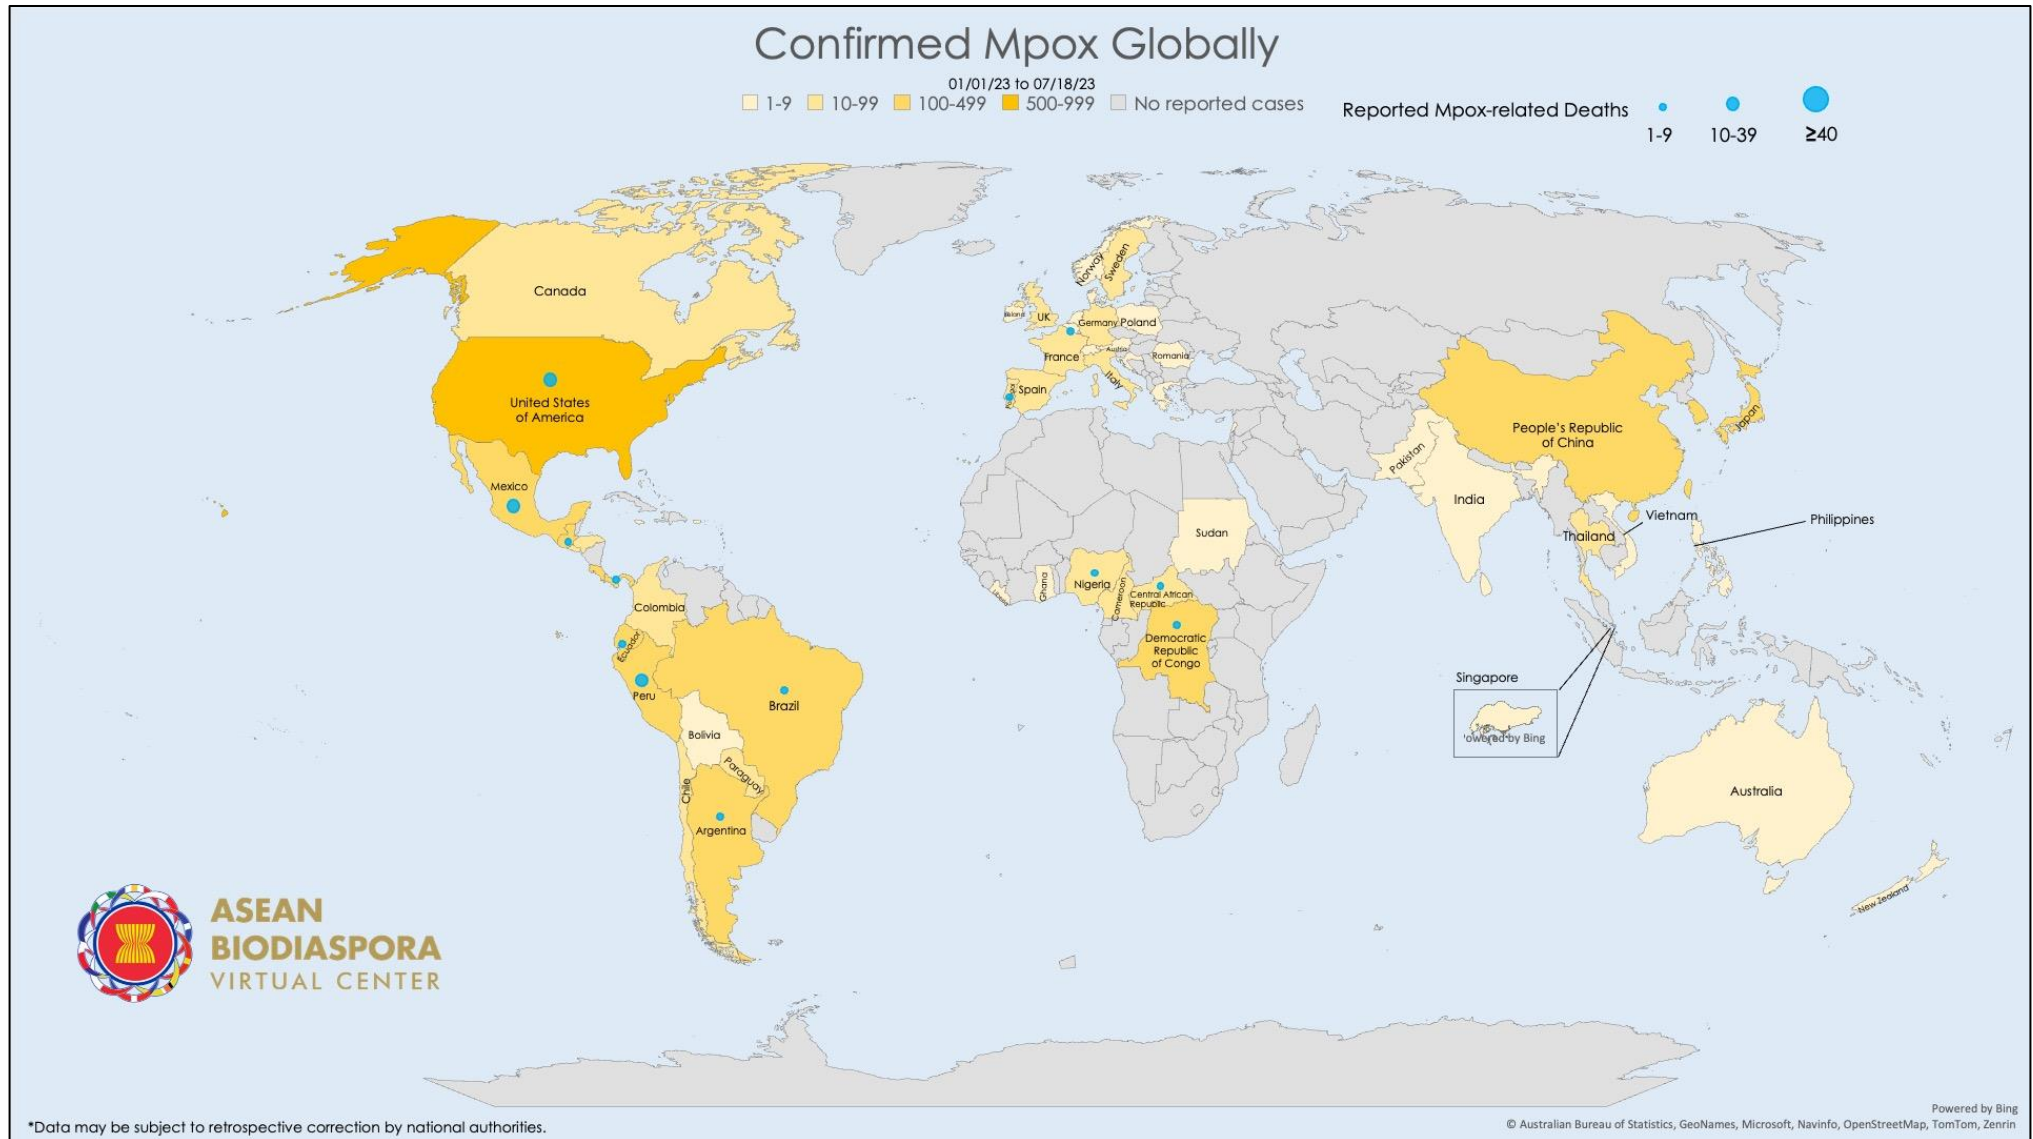 Confirmed Mpox Globally
01/01/23 to 07/18/23
1-9 10-99 100-499 500-999 No reported cases
Reported Mpox-related Deaths
1-9 10-39 ≥40
Canada
United States
of America
Mexico
Colombia
Ecuador
Peru
Brazil
Bolivia
Paraguay
Chile
Argentina
Norway
Sweden
UK
Germany
Poland
France
Austria
Romania
Italy
Spain
Sudan
Ghana
Nigeria
Cameroon
Central African
Republic
Democratic
Republic
of Congo
Pakistan
India
People's Republic
of China
Japan
Vietnam
Philippines
Thailand
Singapore
Australia
New Zealand
ASEAN
BIODIASPORA
VIRTUAL CENTER
*Data may be subject to retrospective correction by national authorities.
Powered by Bing
© Australian Bureau of Statistics, GeoNames, Microsoft, Navinfo, OpenStreetMap, TomTom, Zenrin